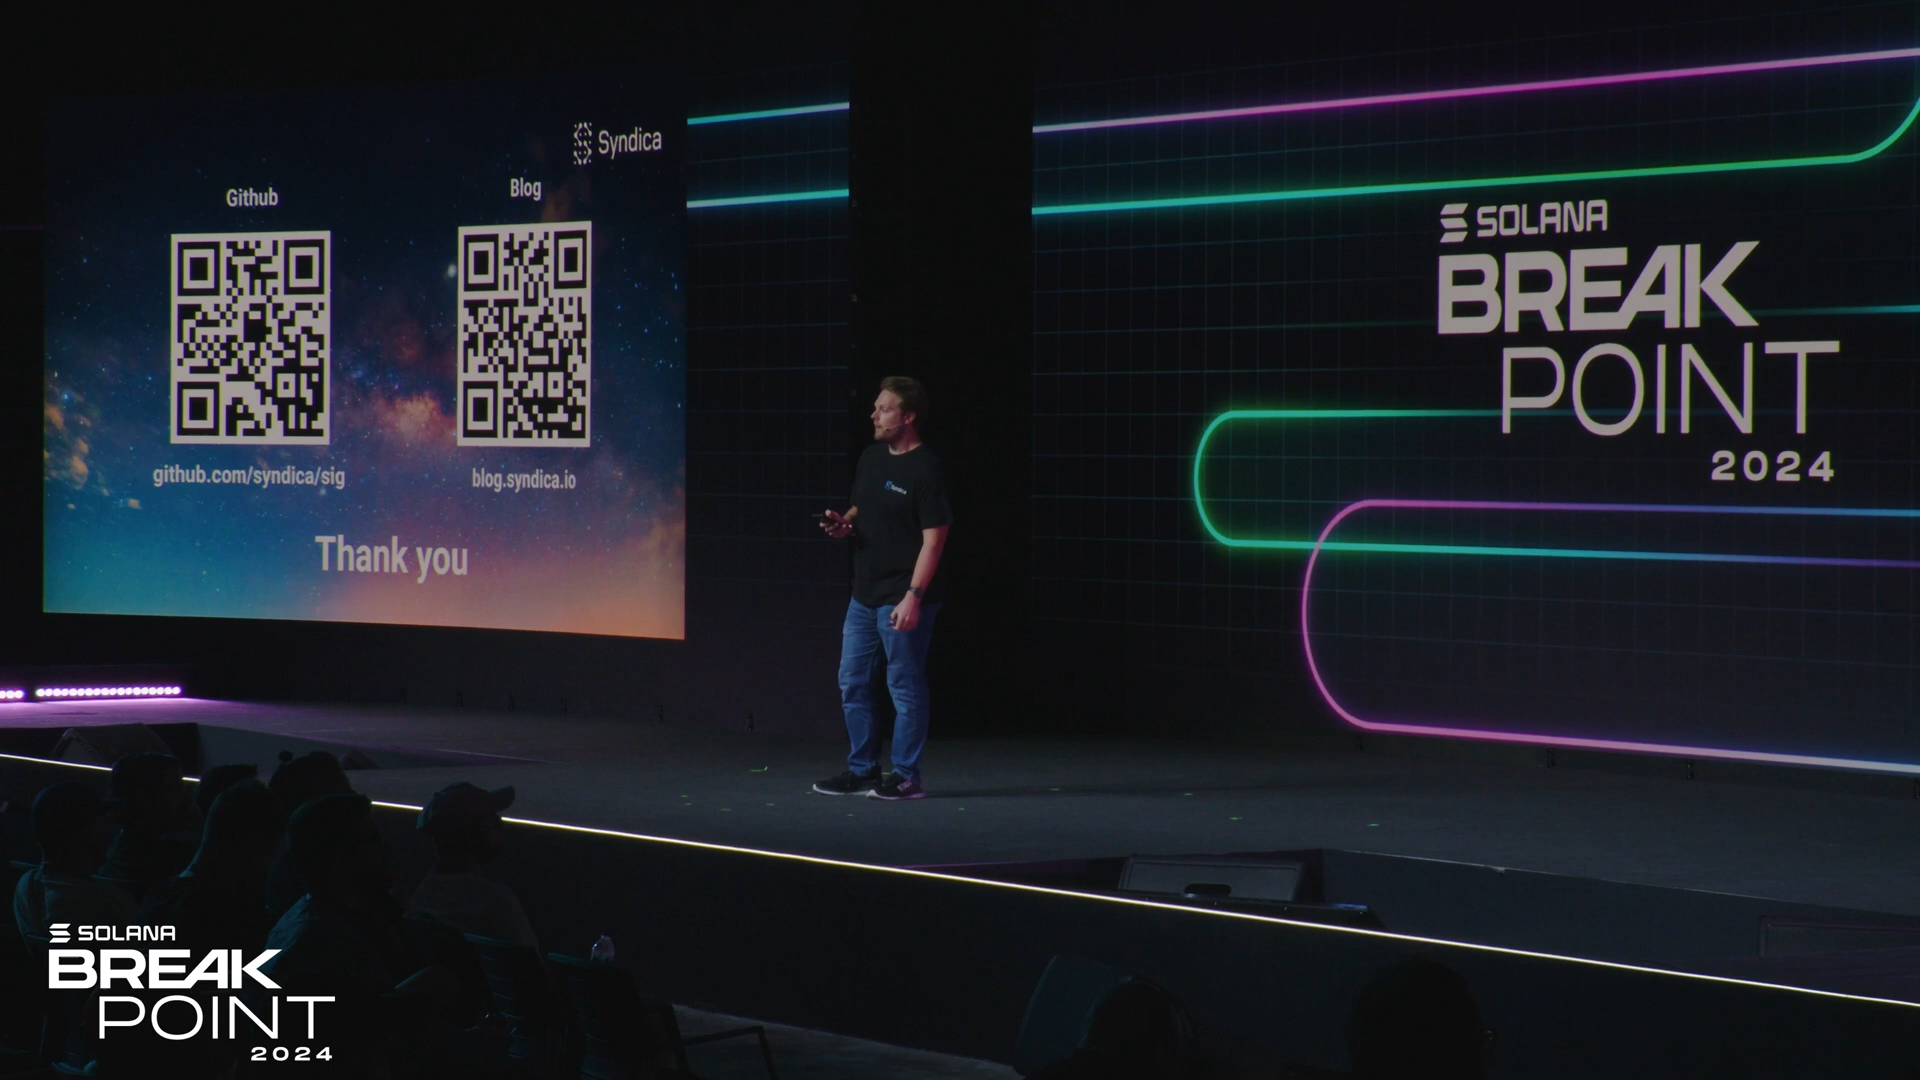 Syndica
Github
Blog
github.com/syndica/sig
blog.syndica.io
Thank you
SOLANA
BREAK
POINT
2024
Syndica
SOLANA
BREAK
POINT
2024